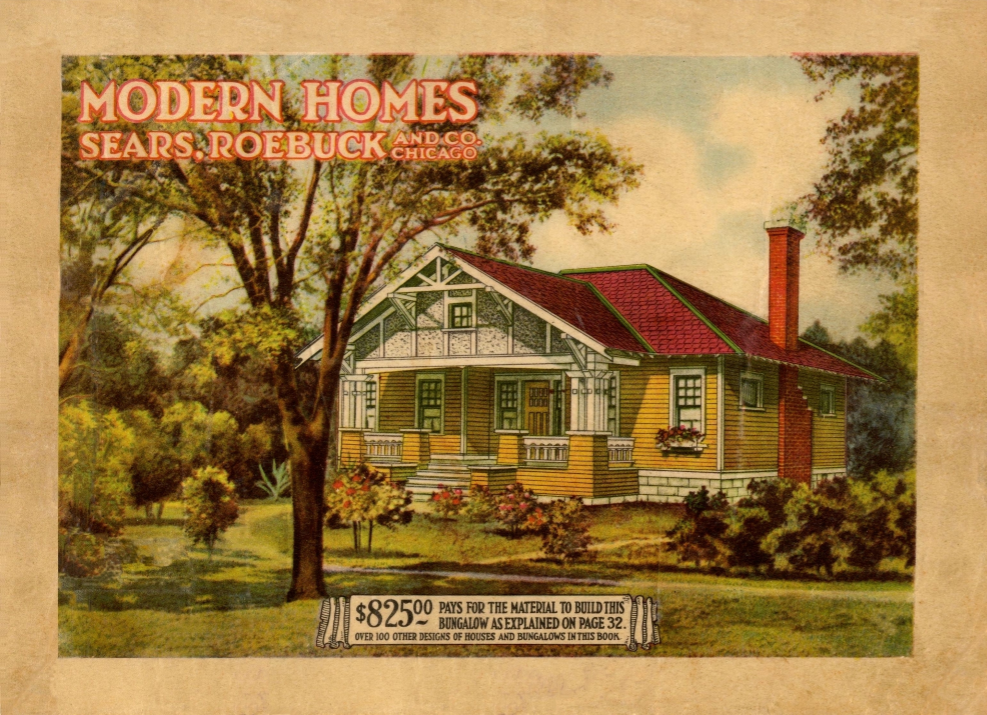 MODERN HOMES
SEARS, ROEBUCK AND CO. CHICAGO
$825.00 PAYS FOR THE MATERIAL TO BUILD THIS
BUNGALOW AS EXPLAINED ON PAGE 32.
OVER 100 OTHER DESIGNS OF HOUSES AND BUNGALOWS IN THIS BOOK.